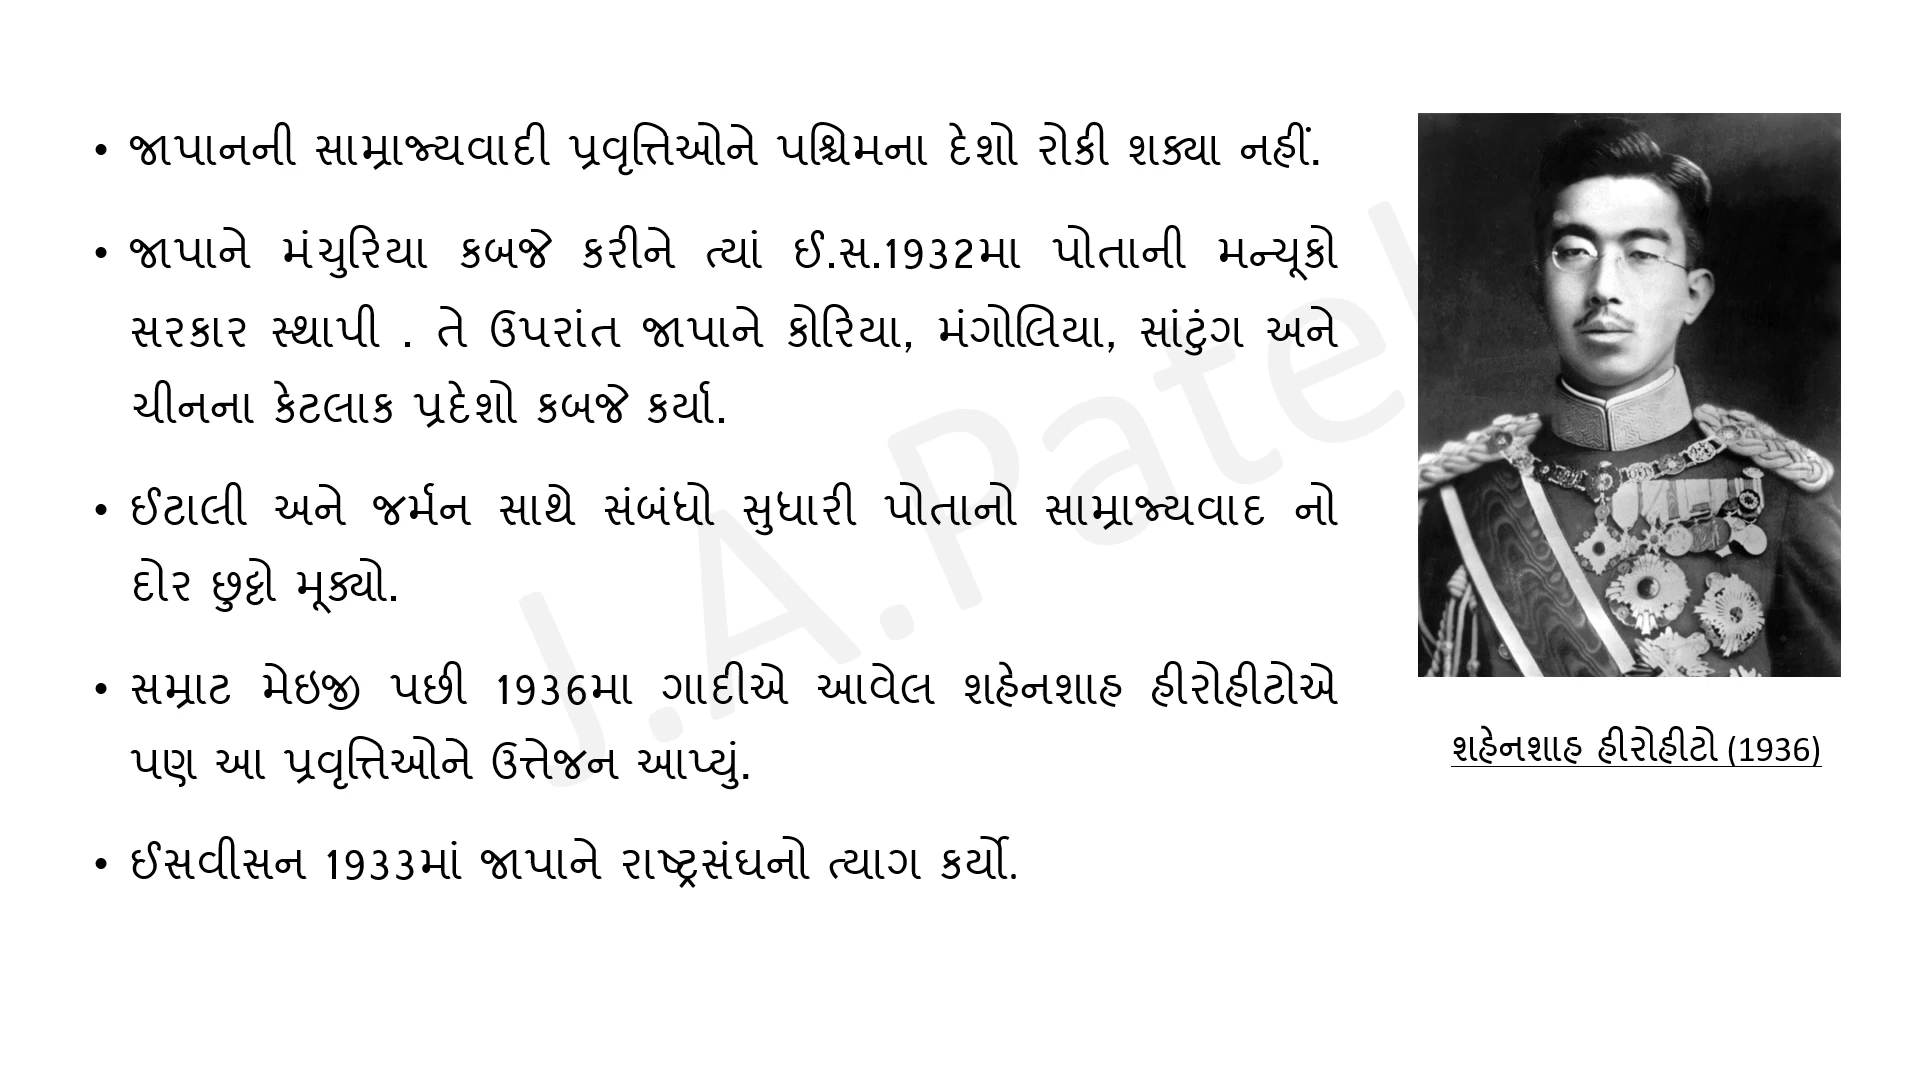 • જાપાનની સામ્રાજ્યવાદી પ્રવૃત્તિઓને પશ્ચિમના દેશો રોકી શક્યા નહીં.
• જાપાને મંચુરિયા કબજે કરીને ત્યાં ઈ.સ.1932મા પોતાની મન્ચૂકો
સરકાર સ્થાપી . તે ઉપરાંત જાપાને કોરિયા, મંગોલિયા, સાંટુંગ અને
ચીનના કેટલાક પ્રદેશો કબજે કર્યા.
• ઈટાલી અને જર્મન સાથે સંબંધો સુધારી પોતાનો સામ્રાજ્યવાદ નો
દોર છુટ્ટો મૂક્યો.
• સમ્રાટ મેઇજી પછી 1936મા ગાદીએ આવેલ શહેનશાહ હીરોહીટોએ
પણ આ પ્રવૃત્તિઓને ઉત્તેજન આપ્યું.
• ઈસવીસન 1933માં જાપાને રાષ્ટ્રસંઘનો ત્યાગ કર્યો.
શહેનશાહ હીરોહીટો (1936)
J.A.Patel